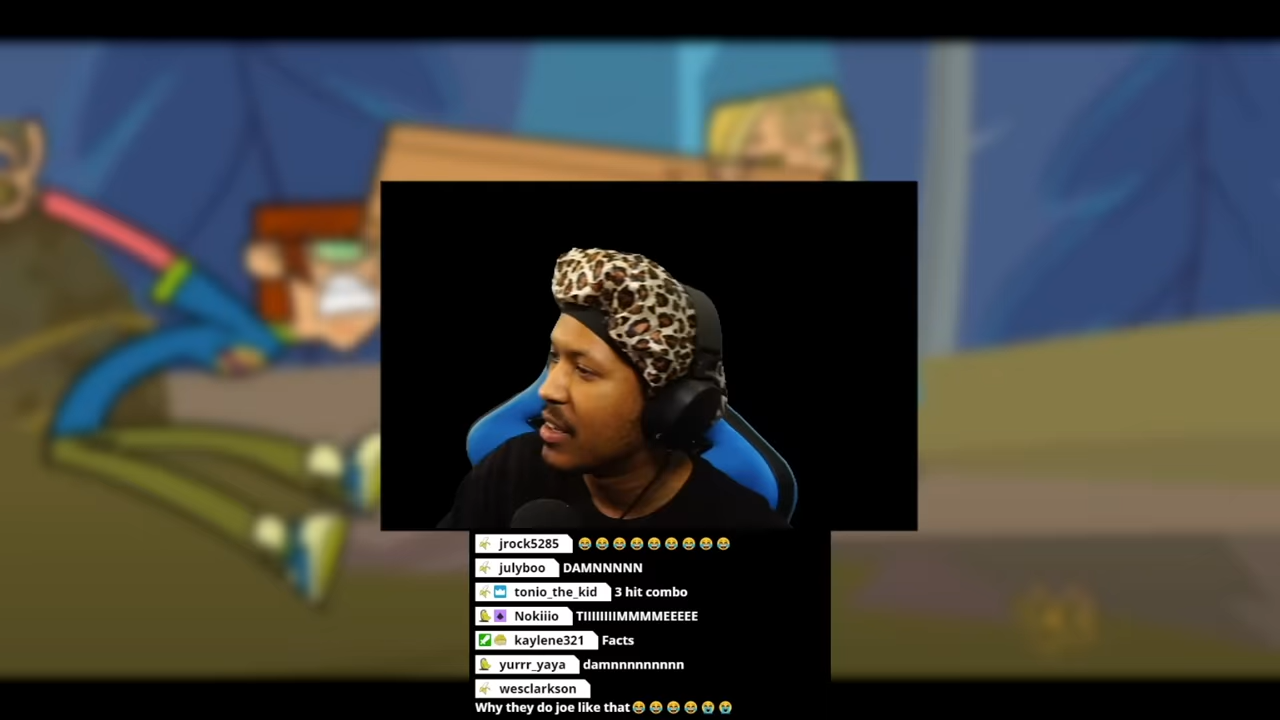 jrock5285 😂😂😂😂😂😂😂😂😂
julyboo DAMNNNNN
tonio_the_kid 3 hit combo
Nokiiio TIIIIIIIIMMMMEEEEE
kaylene321 Facts
yurrr_yaya damnnnnnnnnn
wesclarkson
Why they do joe like that😂😂😂😂😭😭